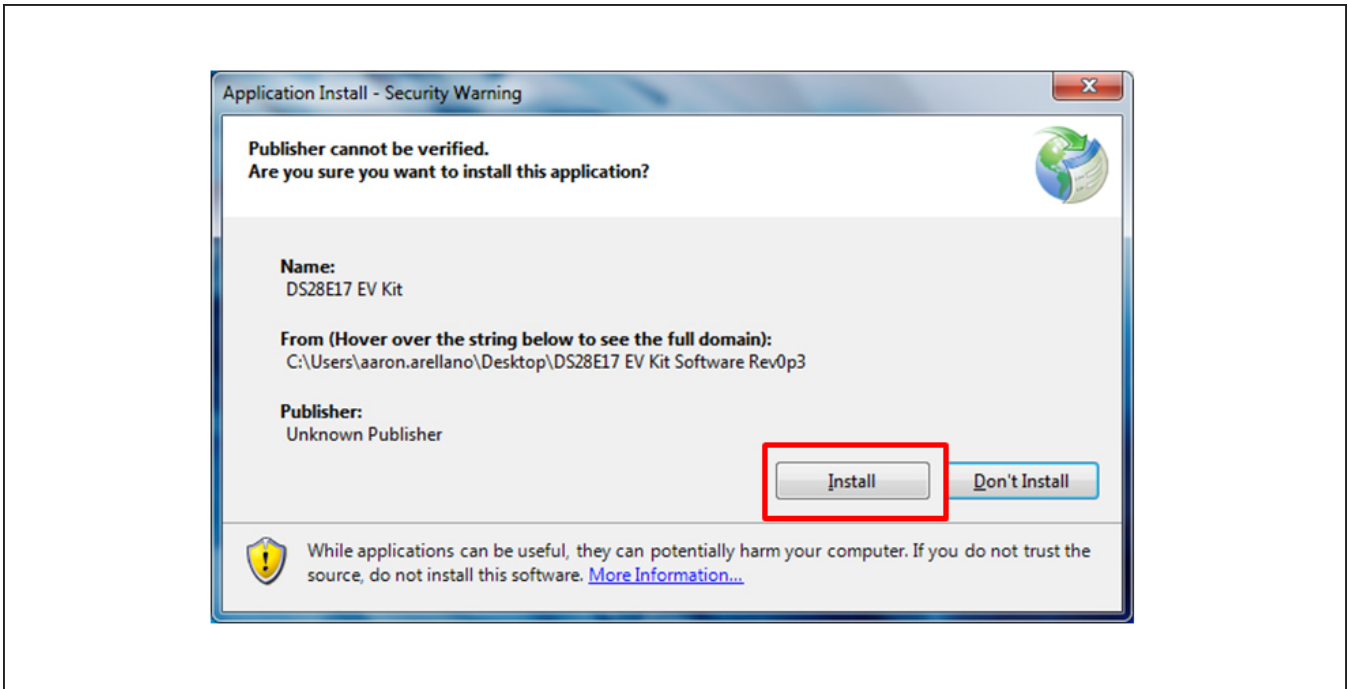 Application Install - Security Warning
Publisher cannot be verified.
Are you sure you want to install this application?
Name:
DS28E17 EV Kit
From (Hover over the string below to see the full domain):
C:\Users\aaron.arellano\Desktop\DS28E17 EV Kit Software Rev0p3
Publisher:
Unknown Publisher
Install
Don't Install
While applications can be useful, they can potentially harm your computer. If you do not trust the
source, do not install this software. More Information...